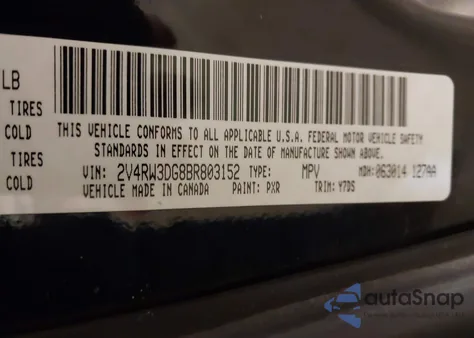 LB
TIRES
COLD
TIRES
COLD
THIS VEHICLE CONFORMS TO ALL APPLICABLE U.S.A. FEDERAL MOTOR VEHICLE SAFETY
STANDARDS IN EFFECT ON THE DATE OF MANUFACTURE SHOWN ABOVE.
VIN: 2V4RW3DG8BR803152 TYPE: MPV MDH: 063014 127AA
VEHICLE MADE IN CANADA PAINT: PXR TRIM: Y7DS
autaSnap